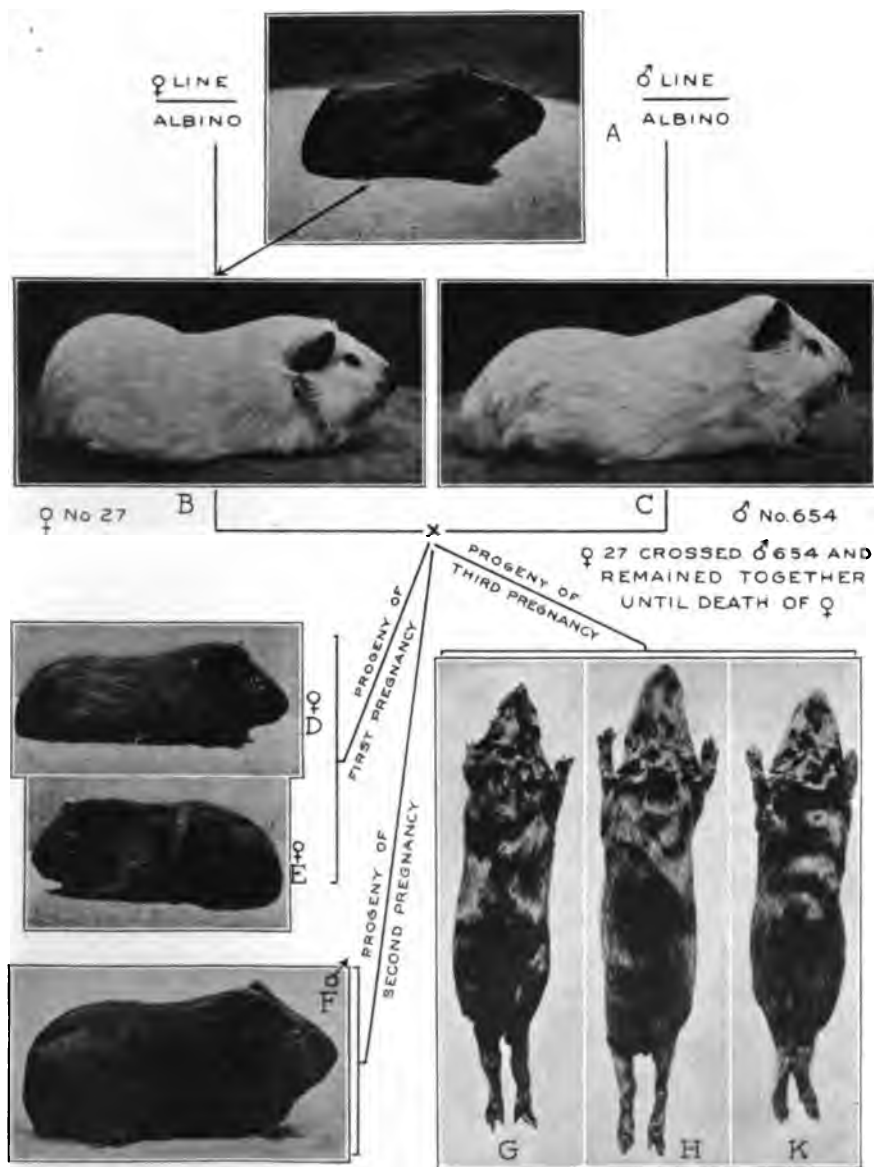 ♀ LINE
ALBINO
♂ LINE
ALBINO
A
B
C
♀ No 27
♂ No. 654
x
♀ 27 CROSSED ♂ 654 AND
REMAINED TOGETHER
UNTIL DEATH OF ♀
PROGENY OF
FIRST PREGNANCY
PROGENY OF
SECOND PREGNANCY
PROGENY OF
THIRD PREGNANCY
♀ D
♀ E
♂ F
G
H
K